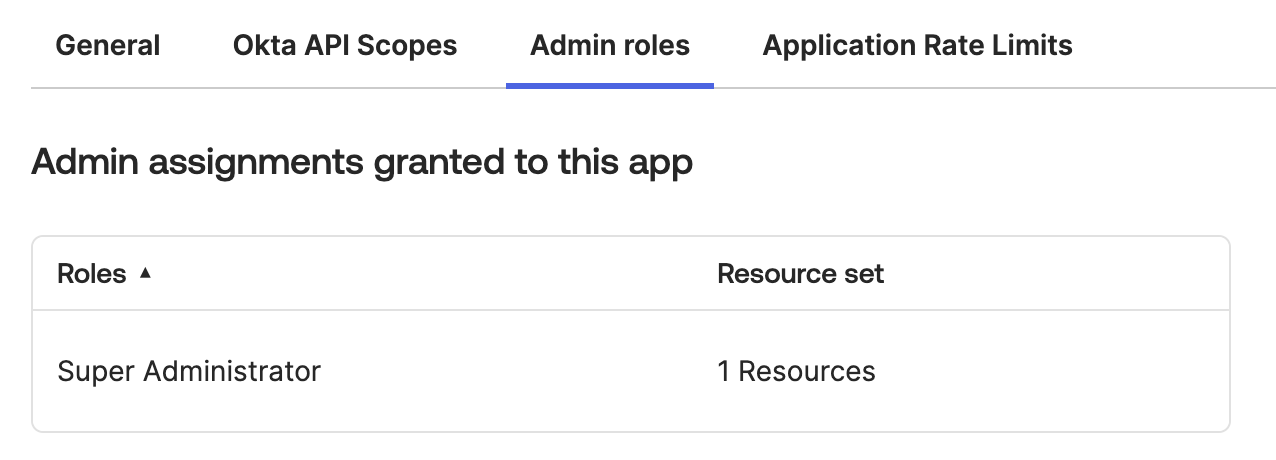 General Okta API Scopes Admin roles Application Rate Limits
Admin assignments granted to this app
Roles ▲ Resource set
Super Administrator 1 Resources